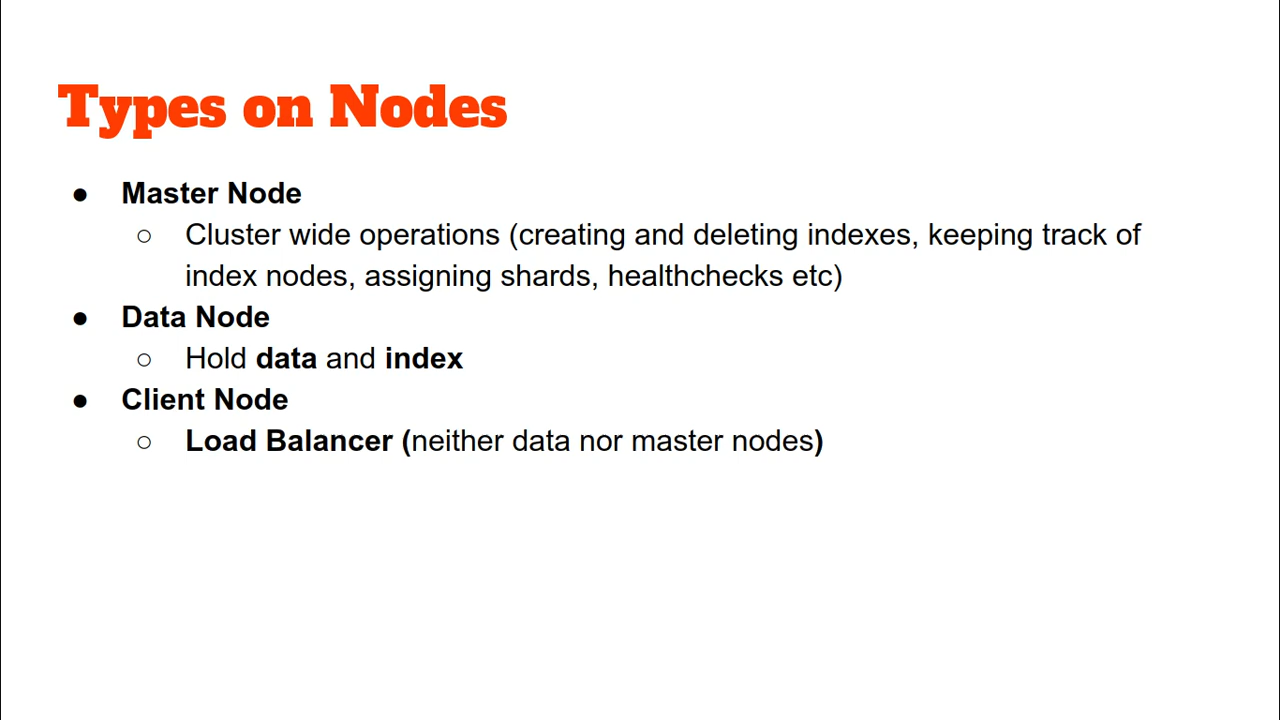 Types on Nodes
● Master Node
○ Cluster wide operations (creating and deleting indexes, keeping track of
index nodes, assigning shards, healthchecks etc)
● Data Node
○ Hold data and index
● Client Node
○ Load Balancer (neither data nor master nodes)